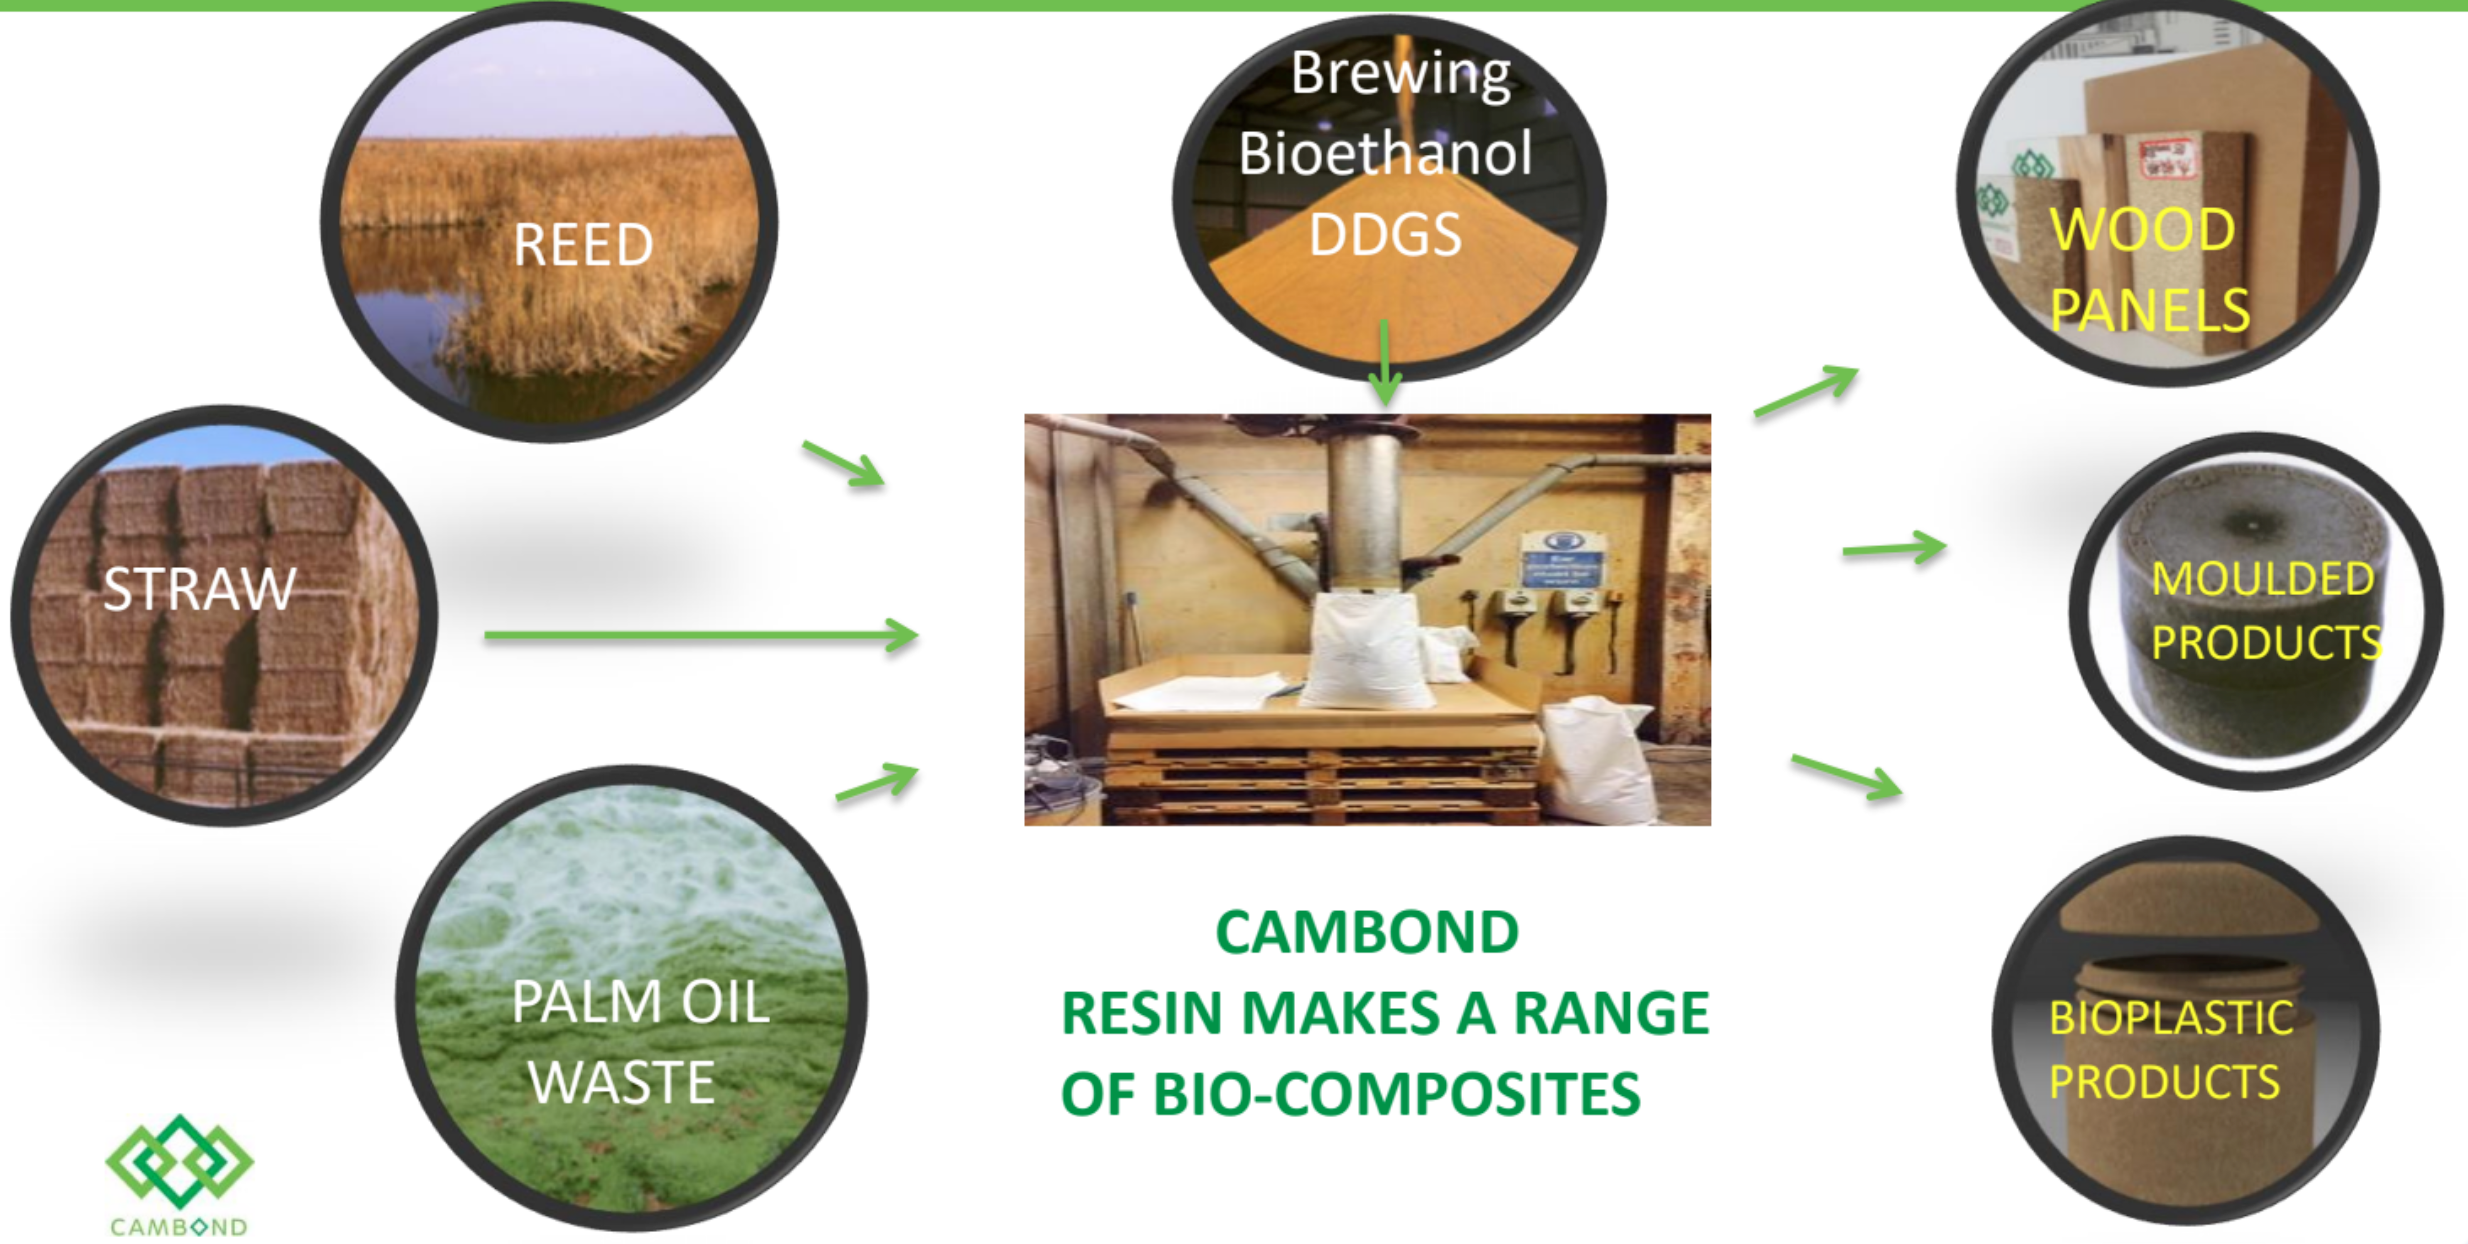 REED
Brewing
Bioethanol
DDGS
WOOD
PANELS
STRAW
MOULDED
PRODUCTS
PALM OIL
WASTE
CAMBOND
RESIN MAKES A RANGE
OF BIO-COMPOSITES
BIOPLASTIC
PRODUCTS
CAMBOND